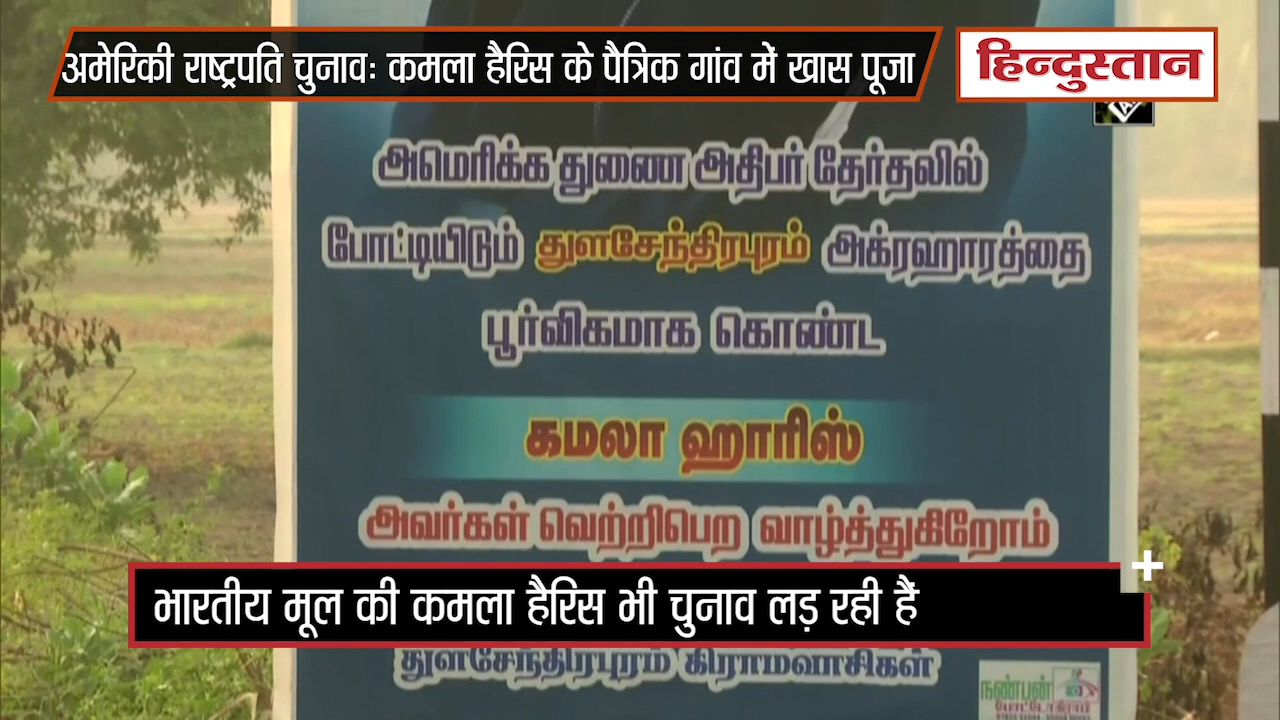 अमेरिकी राष्ट्रपति चुनावः कमला हैरिस के पैत्रिक गांव में खास पूजा
हिन्दुस्तान
அமெரிக்க துணை அதிபர் தேர்தலில்
போட்டியிடும் துளசேந்திரபுரம் அக்ரஹாரத்தை
பூர்விகமாக கொண்ட
கமலா ஹாரிஸ்
அவர்கள் வெற்றிபெற வாழ்த்துகிறோம்
भारतीय मूल की कमला हैरिस भी चुनाव लड़ रही हैं
துளசேந்திரபுரம் கிராமவாசிகள்
நண்பன்
போட்டோகிராபி